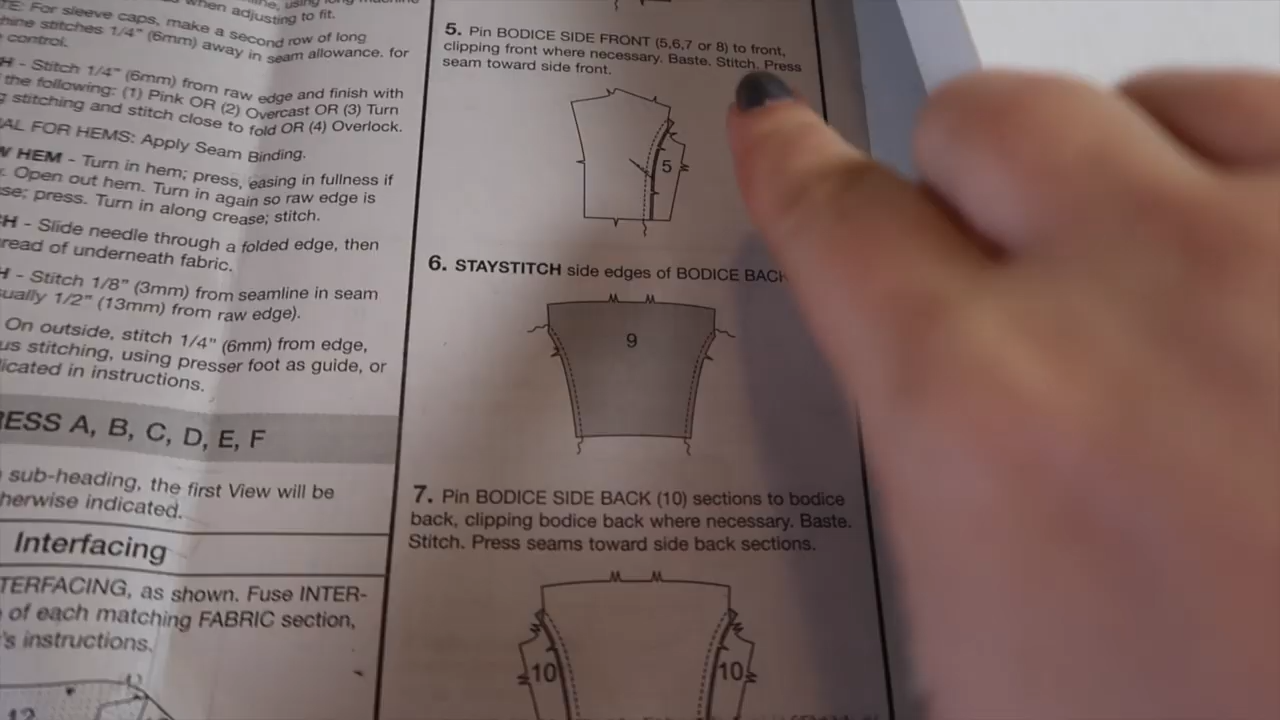 when adjusting to fit.
TE: For sleeve caps, make a second row of long
hine stitches 1/4" (6mm) away in seam allowance. for
control.
H - Stitch 1/4" (6mm) from raw edge and finish with
the following: (1) Pink OR (2) Overcast OR (3) Turn
g stitching and stitch close to fold OR (4) Overlock.
AL FOR HEMS: Apply Seam Binding.
W HEM - Turn in hem; press, easing in fullness if
. Open out hem. Turn in again so raw edge is
se; press. Turn in along crease; stitch.
CH - Slide needle through a folded edge, then
read of underneath fabric.
H - Stitch 1/8" (3mm) from seamline in seam
ually 1/2" (13mm) from raw edge).
On outside, stitch 1/4" (6mm) from edge,
us stitching, using presser foot as guide, or
licated in instructions.
RESS A, B, C, D, E, F
sub-heading, the first View will be
herwise indicated.
Interfacing
TERFACING, as shown. Fuse INTER-
of each matching FABRIC section,
's instructions.
12
5. Pin BODICE SIDE FRONT (5,6,7 or 8) to front,
clipping front where necessary. Baste. Stitch. Press
seam toward side front.
5
6. STAYSTITCH side edges of BODICE BACK
9
7. Pin BODICE SIDE BACK (10) sections to bodice
back, clipping bodice back where necessary. Baste.
Stitch. Press seams toward side back sections.
10
10